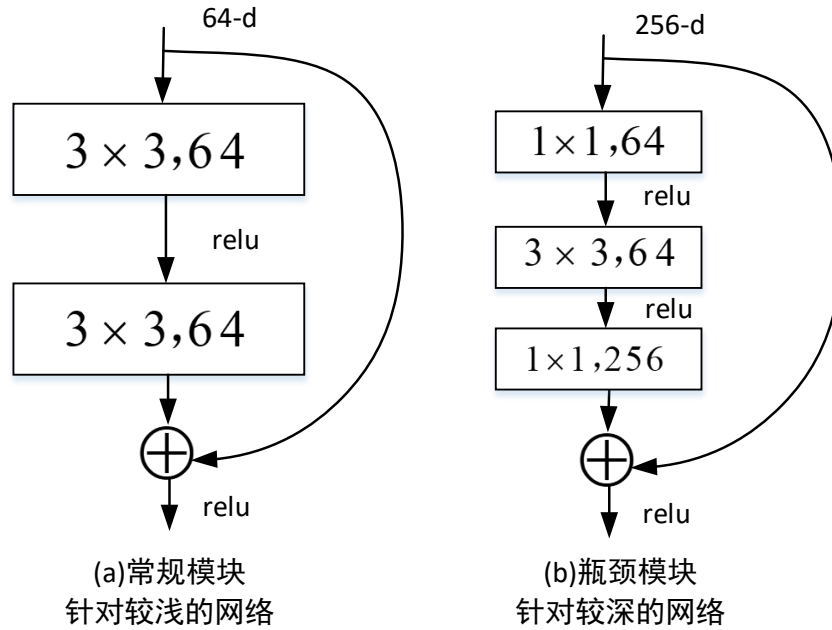 64-d
3 × 3,64
relu
3 × 3,64
relu
(a)常规模块
针对较浅的网络
256-d
1×1,64
relu
3 × 3,64
relu
1×1,256
relu
(b)瓶颈模块
针对较深的网络